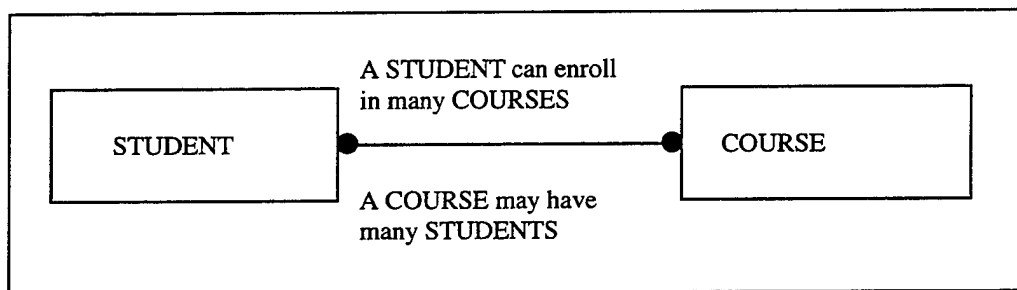 A STUDENT can enroll
in many COURSES
STUDENT
COURSE
A COURSE may have
many STUDENTS